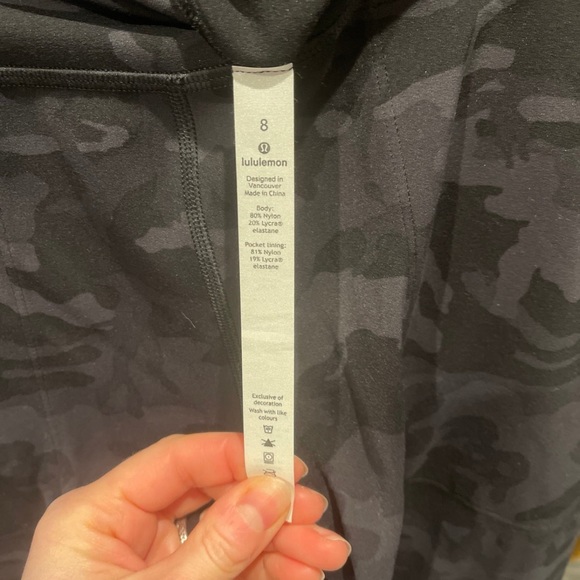 8
lululemon
Designed in
Vancouver
Made in China
Body:
80% Nylon
20% Lycra®
elastane
Pocket lining:
81% Nylon
19% Lycra®
elastane
Exclusive of
decoration
Wash with like
colours